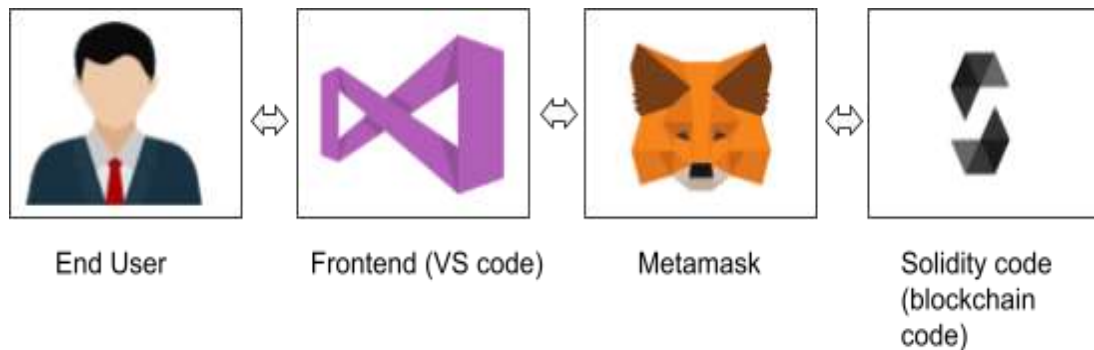 End User
Frontend (VS code)
Metamask
Solidity code
(blockchain
code)